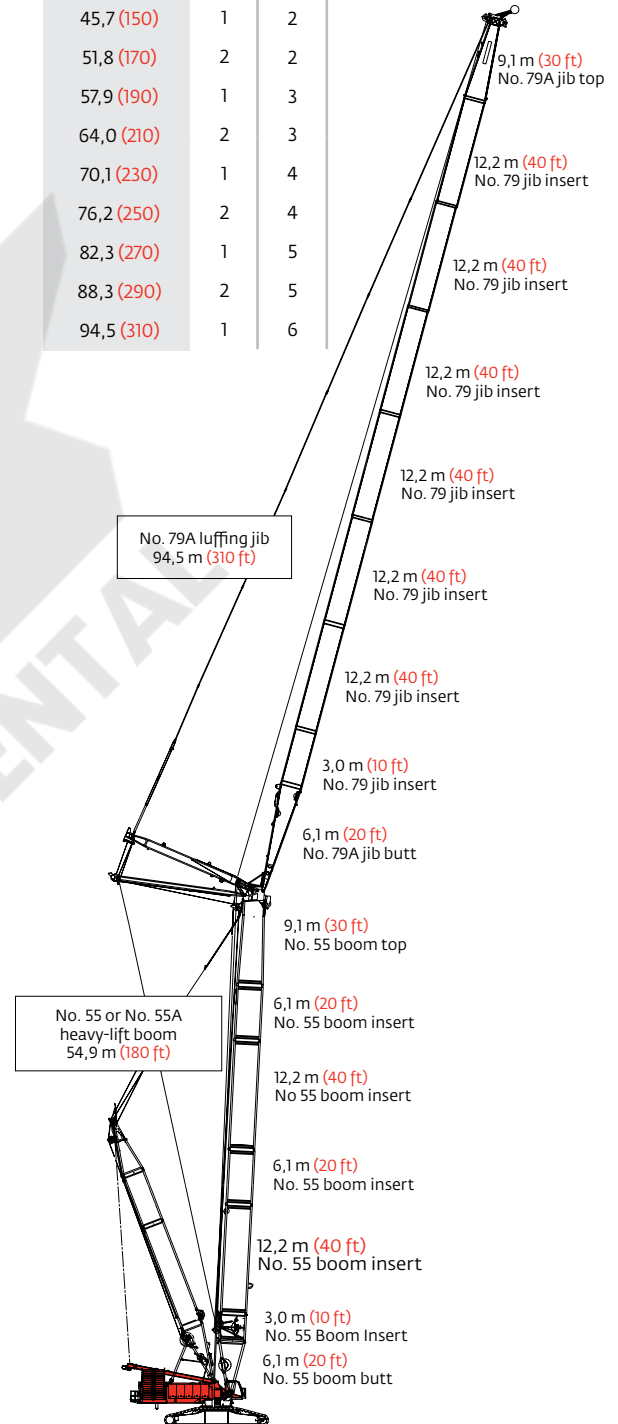 45,7 (150) 1 2
51,8 (170) 2 2
57,9 (190) 1 3
64,0 (210) 2 3
70,1 (230) 1 4
76,2 (250) 2 4
82,3 (270) 1 5
88,3 (290) 2 5
94,5 (310) 1 6
9,1 m (30 ft)
No. 79A jib top
12,2 m (40 ft)
No. 79 jib insert
12,2 m (40 ft)
No. 79 jib insert
12,2 m (40 ft)
No. 79 jib insert
12,2 m (40 ft)
No. 79 jib insert
No. 79A luffing jib
94,5 m (310 ft)
12,2 m (40 ft)
No. 79 jib insert
12,2 m (40 ft)
No. 79 jib insert
3,0 m (10 ft)
No. 79 jib insert
6,1 m (20 ft)
No. 79A jib butt
9,1 m (30 ft)
No. 55 boom top
No. 55 or No. 55A
heavy-lift boom
54,9 m (180 ft)
6,1 m (20 ft)
No. 55 boom insert
12,2 m (40 ft)
No 55 boom insert
6,1 m (20 ft)
No. 55 boom insert
12,2 m (40 ft)
No. 55 boom insert
3,0 m (10 ft)
No. 55 Boom Insert
6,1 m (20 ft)
No. 55 boom butt
ENTAL